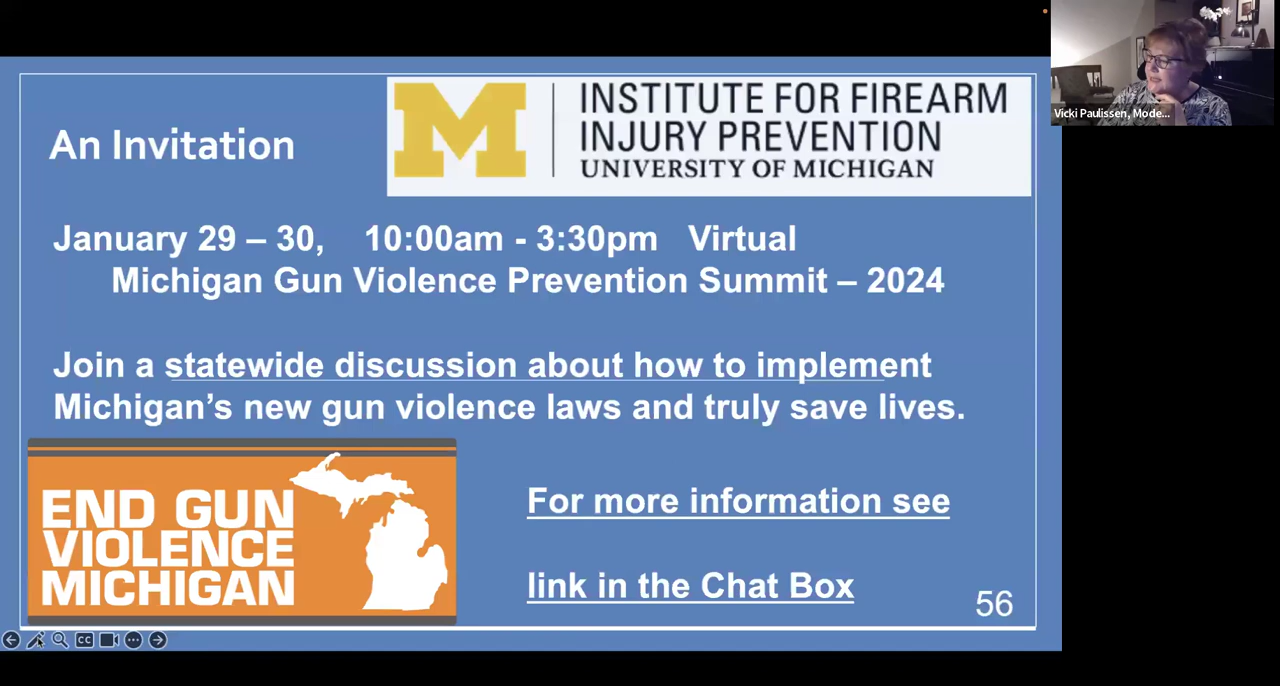 An Invitation
M
INSTITUTE FOR FIREARM
INJURY PREVENTION
UNIVERSITY OF MICHIGAN
January 29 – 30, 10:00am - 3:30pm Virtual
Michigan Gun Violence Prevention Summit – 2024
Join a statewide discussion about how to implement
Michigan’s new gun violence laws and truly save lives.
END GUN
VIOLENCE
MICHIGAN
For more information see
link in the Chat Box
56
CC
Vicki Paulissen, Mode...